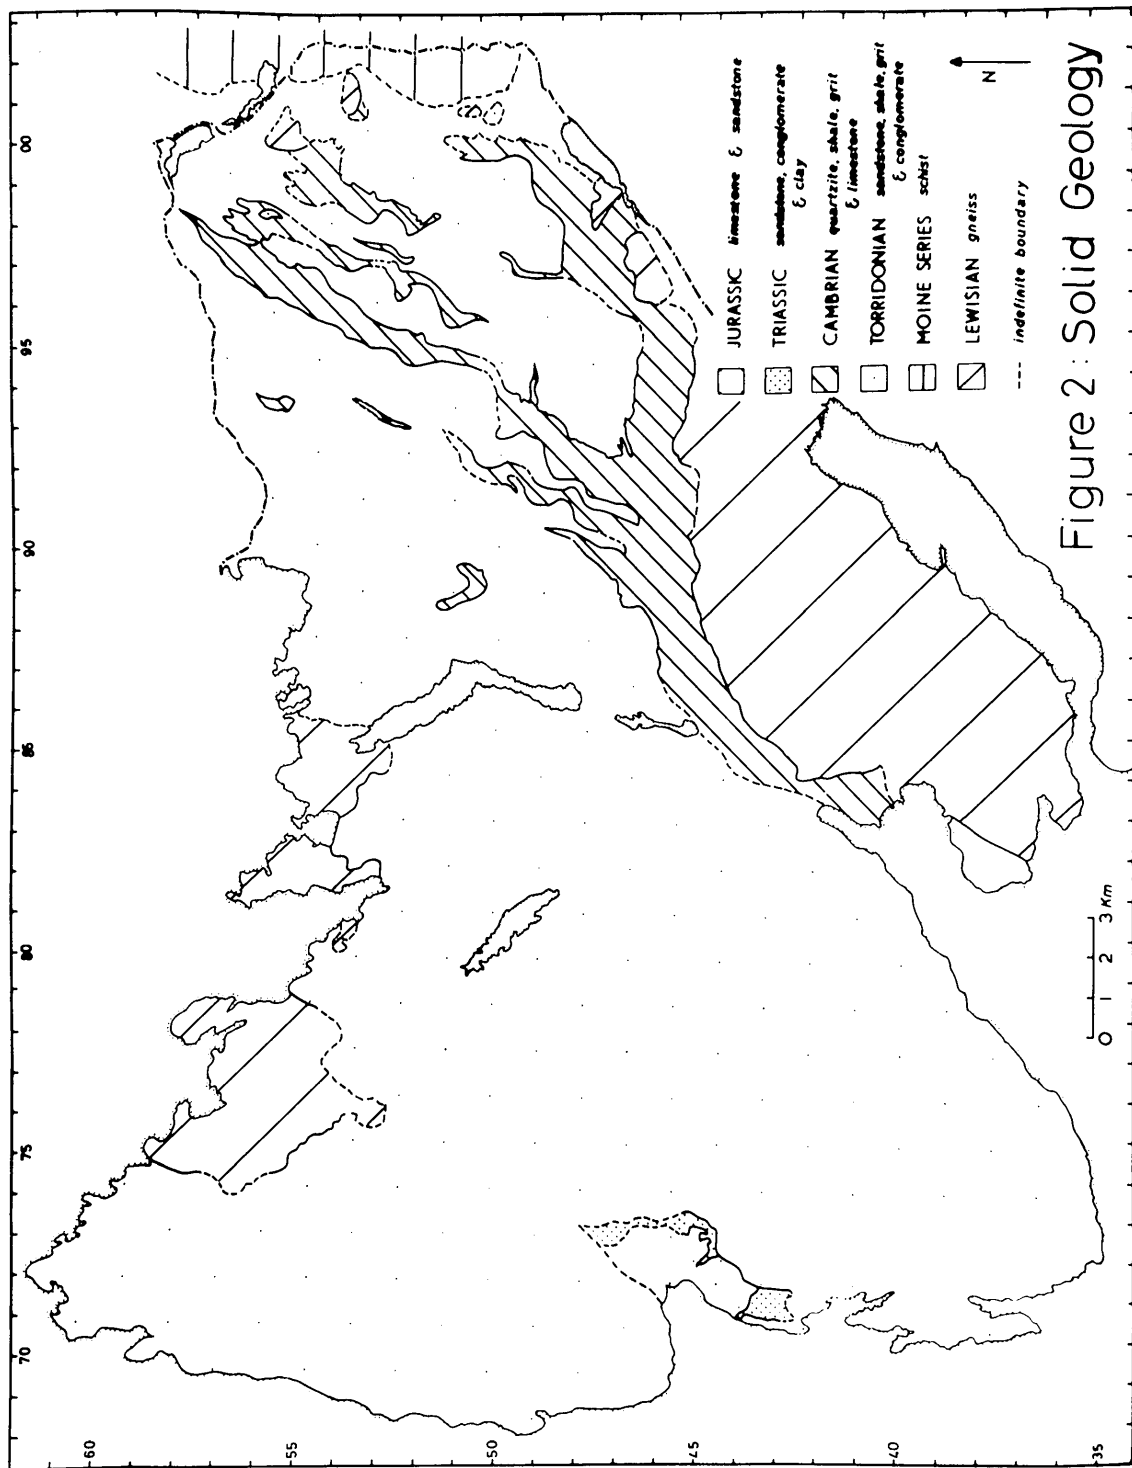 70
75
80
85
90
95
00
60
55
50
45
40
35
JURASSIC limestone & sandstone
TRIASSIC sandstone, conglomerate
& clay
CAMBRIAN quartzite, shale, grit
& limestone
TORRIDONIAN sandstone, shale, grit
& conglomerate
MOINE SERIES schist
LEWISIAN gneiss
indefinite boundary
N
0 1 2 3 Km
Figure 2: Solid Geology